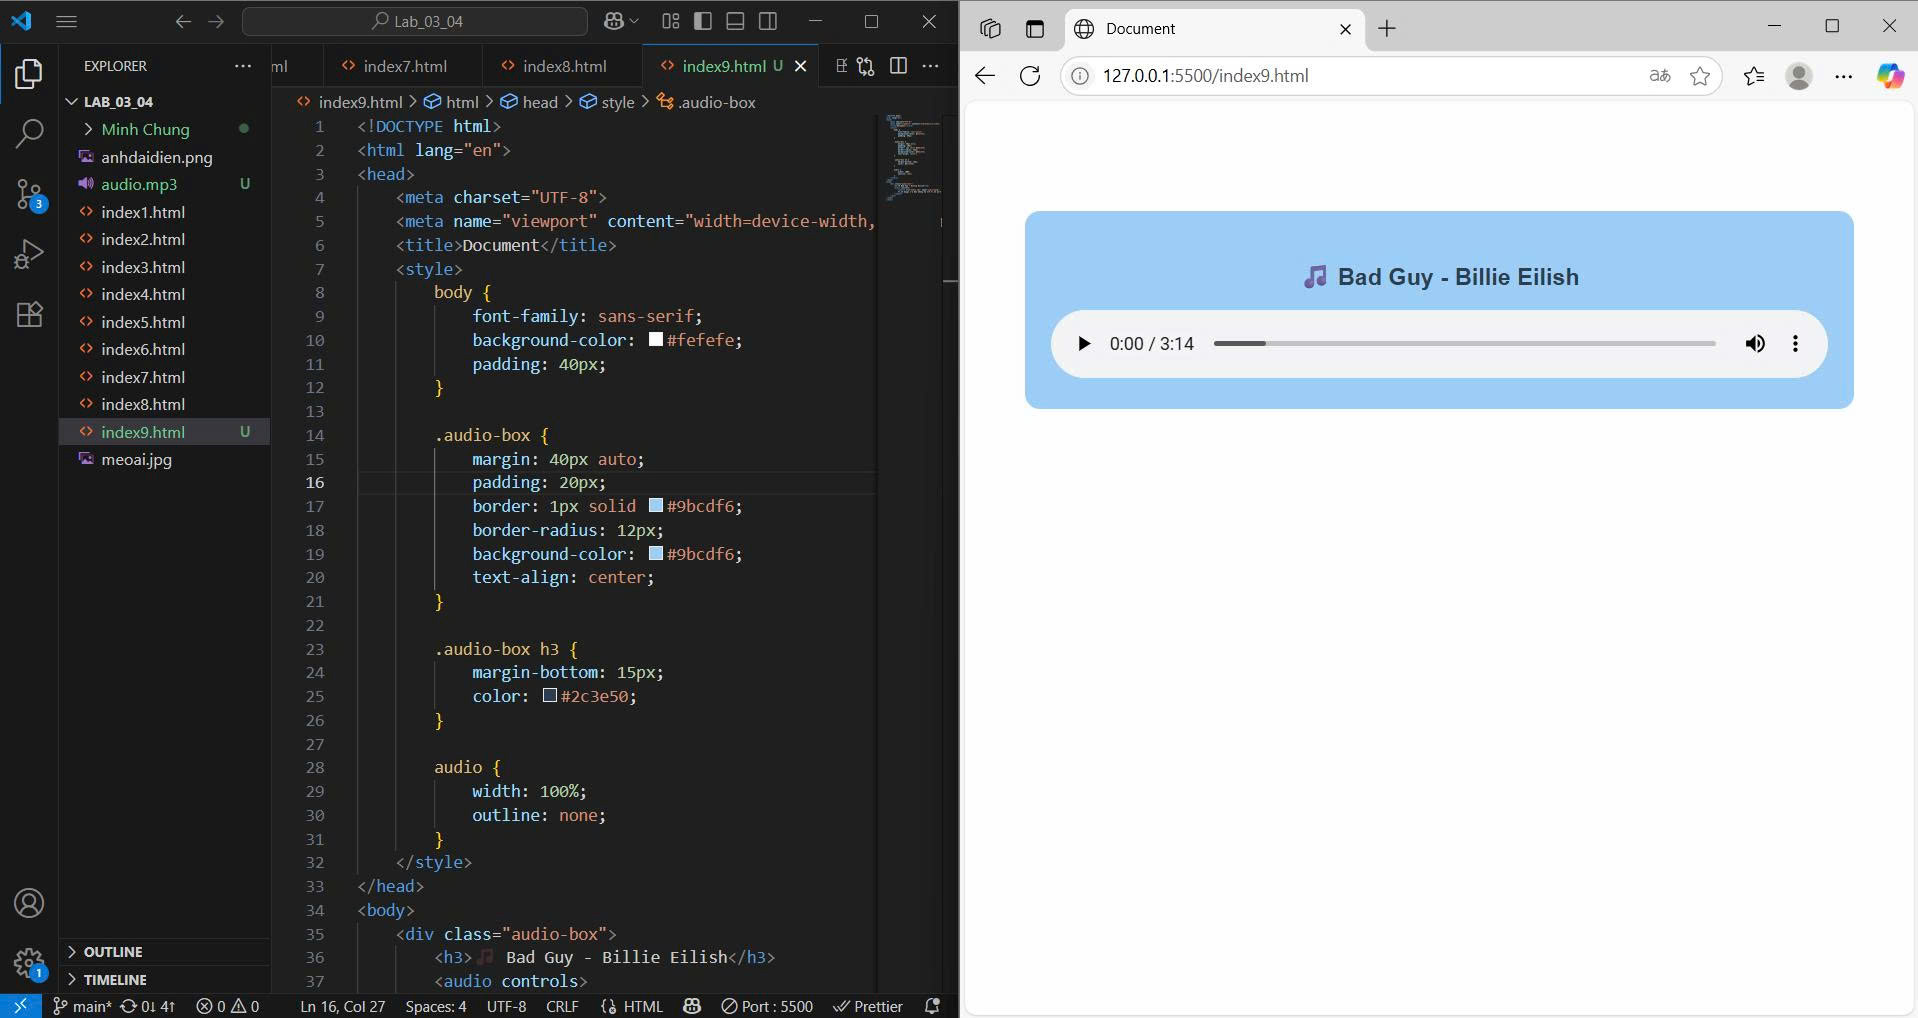 Lab_03_04
EXPLORER
LAB_03_04
Minh Chung
anhdaidien.png
audio.mp3 U
index1.html
index2.html
index3.html
index4.html
index5.html
index6.html
index7.html
index8.html
index9.html U
meoai.jpg
OUTLINE
TIMELINE
ml
index7.html
index8.html
index9.html U
index9.html > html > head > style > .audio-box
1 <!DOCTYPE html>
2 <html lang="en">
3 <head>
4 <meta charset="UTF-8">
5 <meta name="viewport" content="width=device-width,
6 <title>Document</title>
7 <style>
8 body {
9 font-family: sans-serif;
10 background-color: #fefefe;
11 padding: 40px;
12 }
13
14 .audio-box {
15 margin: 40px auto;
16 padding: 20px;
17 border: 1px solid #9bcdf6;
18 border-radius: 12px;
19 background-color: #9bcdf6;
20 text-align: center;
21 }
22
23 .audio-box h3 {
24 margin-bottom: 15px;
25 color: #2c3e50;
26 }
27
28 audio {
29 width: 100%;
30 outline: none;
31 }
32 </style>
33 </head>
34 <body>
35 <div class="audio-box">
36 <h3>🎵 Bad Guy - Billie Eilish</h3>
37 <audio controls>
3
1
main* 0↓ 4↑ 0 0 Ln 16, Col 27 Spaces: 4 UTF-8 CRLF {} HTML Port : 5500 Prettier
Document
127.0.0.1:5500/index9.html
aあ
🎵 Bad Guy - Billie Eilish
0:00 / 3:14